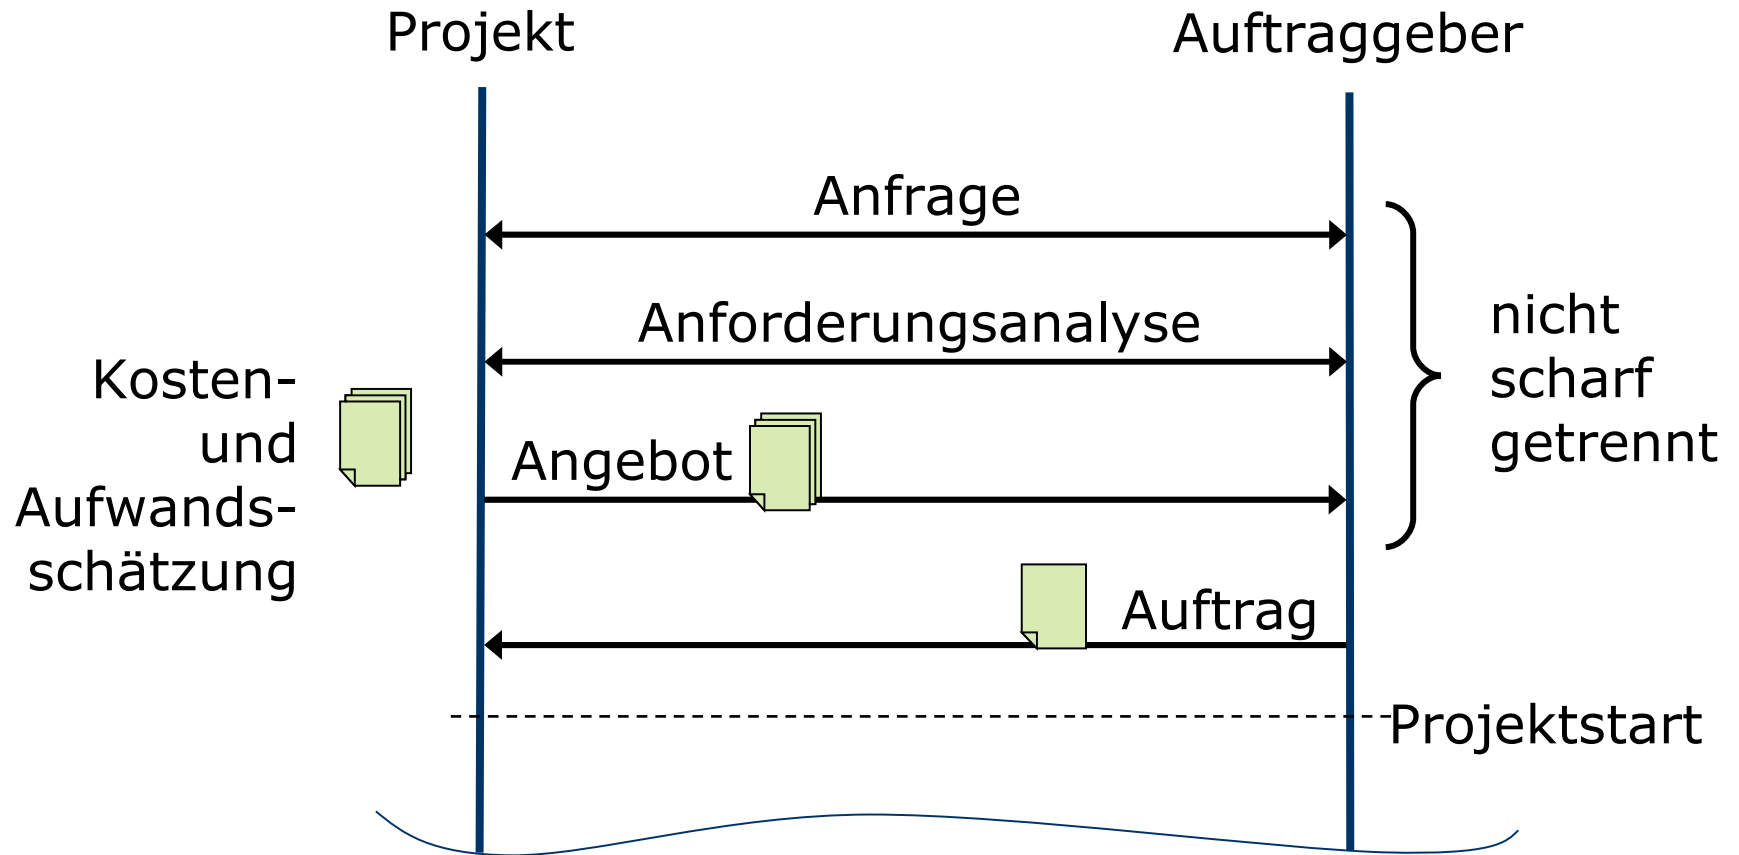 Projekt
Auftraggeber
Anfrage
Anforderungsanalyse
Kosten-
und
Aufwands-
schätzung
Angebot
nicht
scharf
getrennt
Auftrag
Projektstart